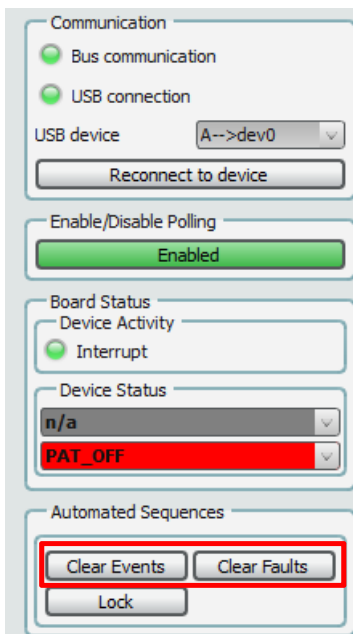 Communication
Bus communication
USB connection
USB device A-->dev0
Reconnect to device
Enable/Disable Polling
Enabled
Board Status
Device Activity
Interrupt
Device Status
n/a
PAT_OFF
Automated Sequences
Clear Events Clear Faults
Lock